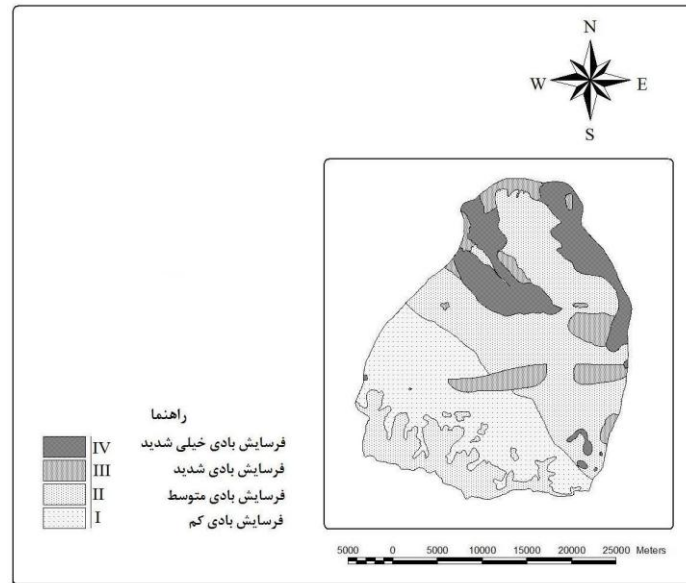 N
W E
S
راهنما
IV فرسایش بادی خیلی شدید
III فرسایش بادی شدید
II فرسایش بادی متوسط
I فرسایش بادی کم
5000 0 5000 10000 15000 20000 25000 Meters